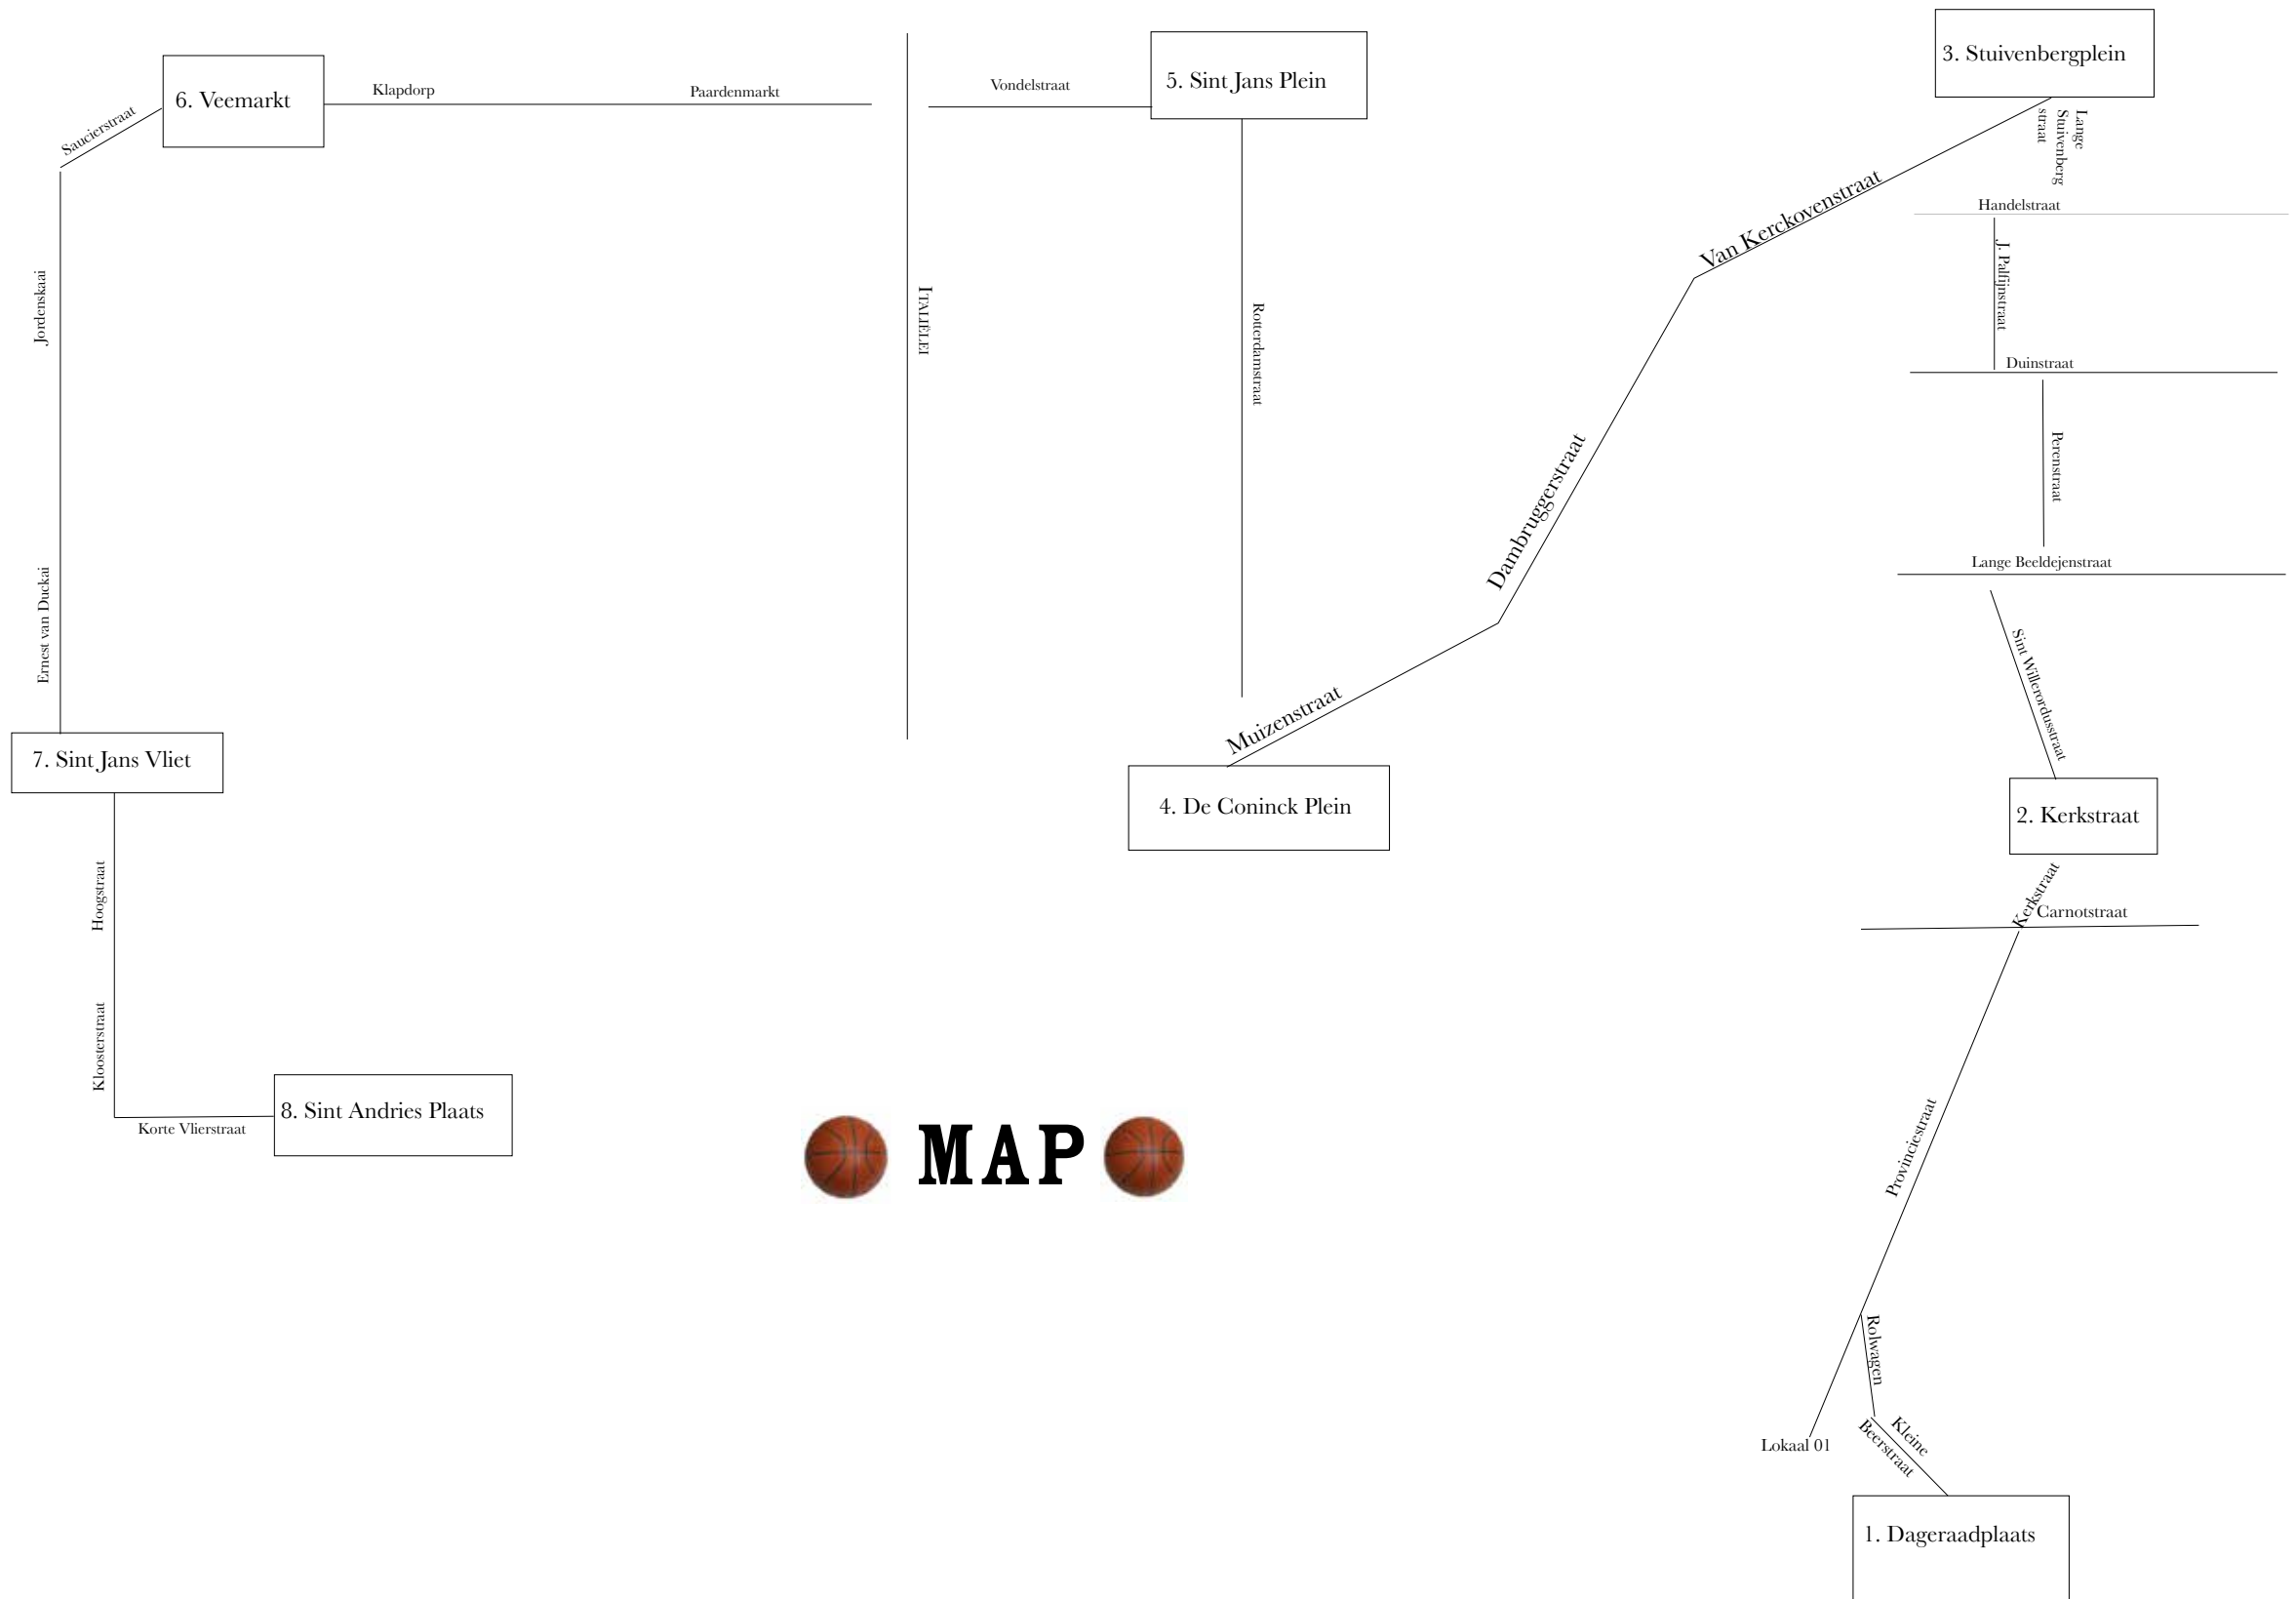 3. Stuivenbergplein
5. Sint Jans Plein
6. Veemarkt
Klapdorp
Paardenmarkt
Vondelstraat
Saucierstraat
Lange
Stuivenberg
straat
Van Kerckovenstraat
Handelstraat
J. Palfijnstraat
Jordenskaai
ITALIËLEI
Rotterdamstraat
Duinstraat
Dambruggerstraat
Perenstraat
Lange Beeldejenstraat
Ernest van Duckai
Sint Willerordusstraat
Muizenstraat
7. Sint Jans Vliet
4. De Coninck Plein
2. Kerkstraat
Hoogstraat
Kerkstraat
Carnotstraat
Kloosterstraat
8. Sint Andries Plaats
Korte Vlierstraat
MAP
Provinciestraat
Rolwagen
Lokaal 01
Kleine
Beerstraat
1. Dageraadplaats